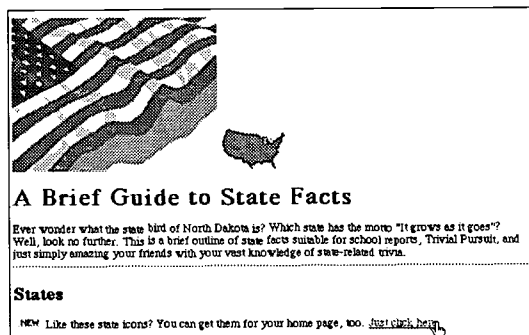 A Brief Guide to State Facts
Ever wonder what the state bird of North Dakota is? Which state has the motto "It grows as it goes"?
Well, look no further. This is a brief outline of state facts suitable for school reports, Trivial Pursuit, and
just simply amazing your friends with your vast knowledge of state-related trivia.
States
NEW Like these state icons? You can get them for your home page, too. Just click here.